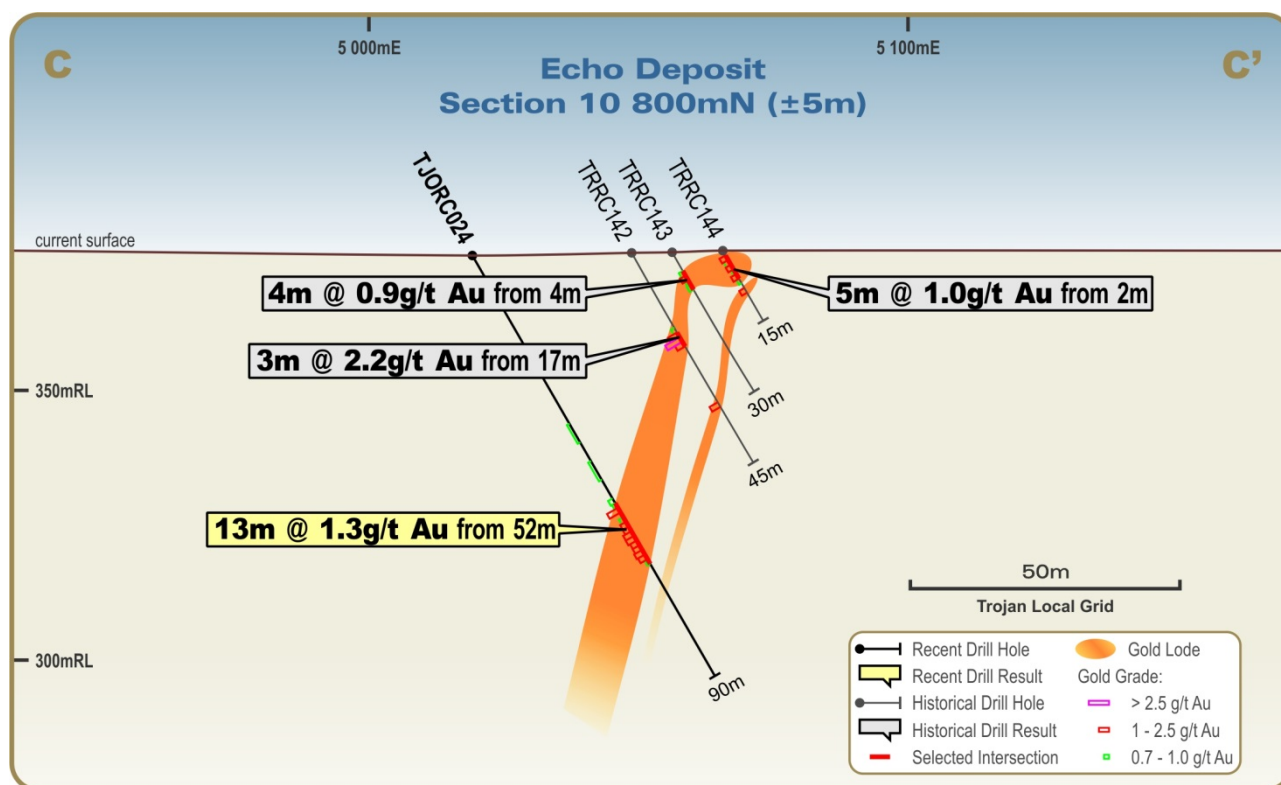 5 000mE
5 100mE
C
C'
Echo Deposit
Section 10 800mN (±5m)
TJORC024
TRRC142
TRRC143
TRRC144
current surface
4m @ 0.9g/t Au from 4m
5m @ 1.0g/t Au from 2m
15m
3m @ 2.2g/t Au from 17m
350mRL
30m
45m
13m @ 1.3g/t Au from 52m
50m
Trojan Local Grid
300mRL
90m
Recent Drill Hole
Gold Lode
Recent Drill Result
Gold Grade:
Historical Drill Hole
> 2.5 g/t Au
Historical Drill Result
1 - 2.5 g/t Au
Selected Intersection
0.7 - 1.0 g/t Au